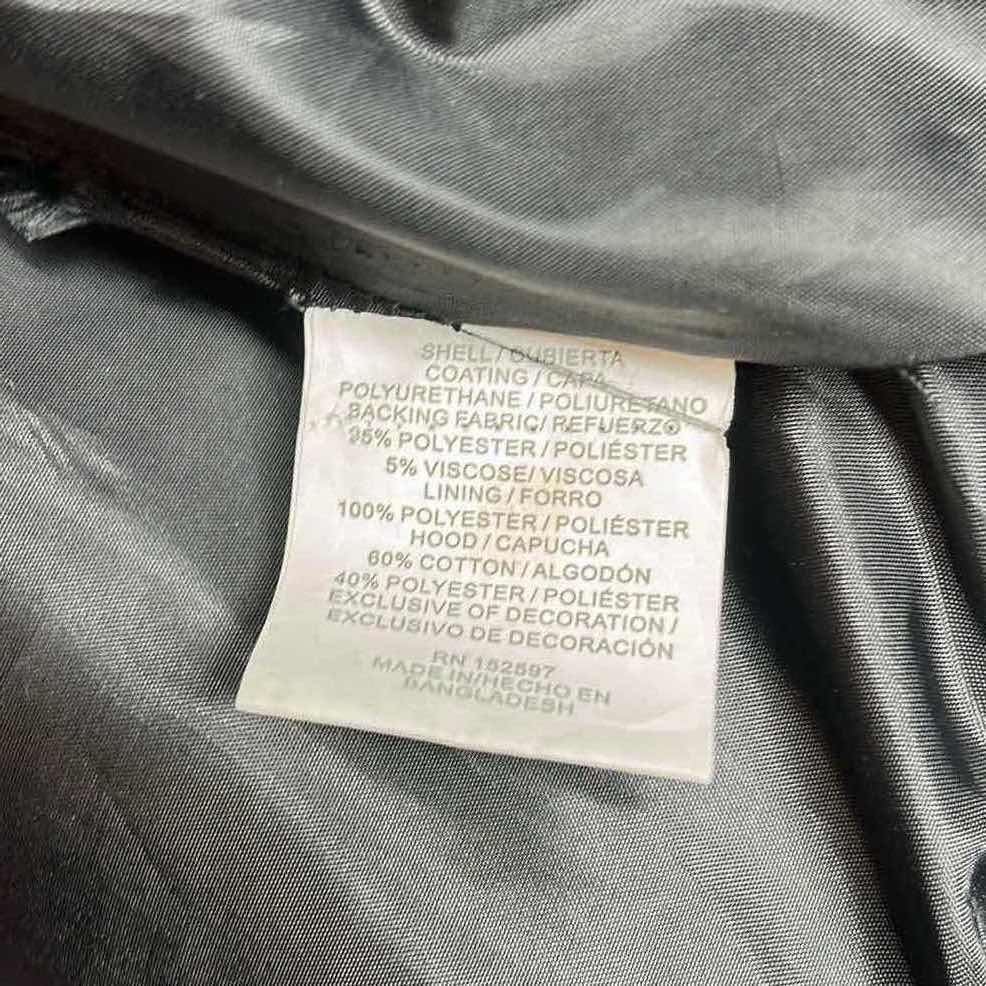 SHELL / CUBIERTA
COATING / CAPA
POLYURETHANE / POLIURETANO
BACKING FABRIC/ REFUERZO
95% POLYESTER / POLIÉSTER
5% VISCOSE/ VISCOSA
LINING / FORRO
100% POLYESTER / POLIÉSTER
HOOD / CAPUCHA
60% COTTON / ALGODÓN
40% POLYESTER / POLIÉSTER
EXCLUSIVE OF DECORATION /
EXCLUSIVO DE DECORACIÓN
RN 152597
MADE IN/HECHO EN
BANGLADESH